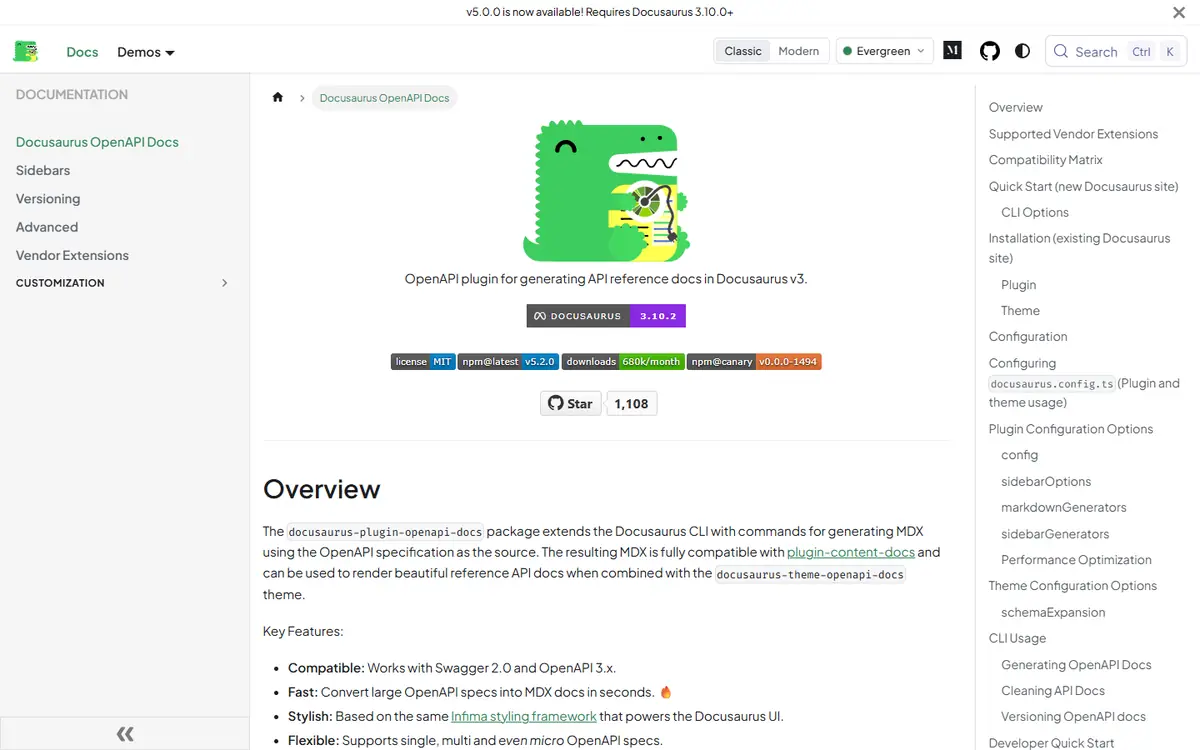 v5.0.0 is now available! Requires Docusaurus 3.10.0+
Docs
Demos
Classic
Modern
Evergreen
M
Search
Ctrl
K
DOCUMENTATION
Docusaurus OpenAPI Docs
Sidebars
Versioning
Advanced
Vendor Extensions
CUSTOMIZATION
Docusaurus OpenAPI Docs
OpenAPI plugin for generating API reference docs in Docusaurus v3.
DOCUSAURUS 3.10.2
license MIT npm@latest v5.2.0 downloads 680k/month npm@canary v0.0.0-1494
Star 1,108
Overview
The docusaurus-plugin-openapi-docs package extends the Docusaurus CLI with commands for generating MDX
using the OpenAPI specification as the source. The resulting MDX is fully compatible with plugin-content-docs and
can be used to render beautiful reference API docs when combined with the docusaurus-theme-openapi-docs
theme.
Key Features:
• Compatible: Works with Swagger 2.0 and OpenAPI 3.x.
• Fast: Convert large OpenAPI specs into MDX docs in seconds. 🔥
• Stylish: Based on the same Infima styling framework that powers the Docusaurus UI.
• Flexible: Supports single, multi and even micro OpenAPI specs.
Overview
Supported Vendor Extensions
Compatibility Matrix
Quick Start (new Docusaurus site)
CLI Options
Installation (existing Docusaurus
site)
Plugin
Theme
Configuration
Configuring
docusaurus.config.ts (Plugin and
theme usage)
Plugin Configuration Options
config
sidebarOptions
markdownGenerators
sidebarGenerators
Performance Optimization
Theme Configuration Options
schemaExpansion
CLI Usage
Generating OpenAPI Docs
Cleaning API Docs
Versioning OpenAPI docs
Developer Quick Start